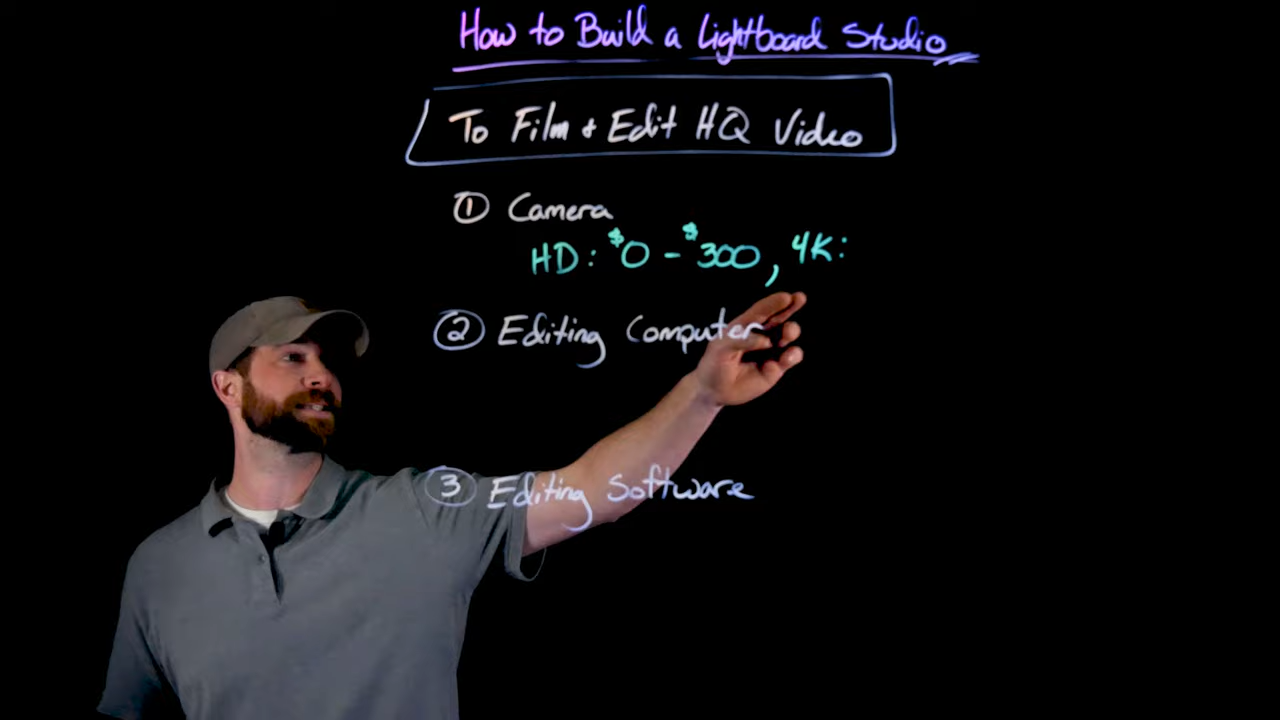 How to Build a Lightboard Studio
To Film + Edit HQ Video
① Camera
HD: $0 - $300, 4K:
② Editing Computer
③ Editing Software